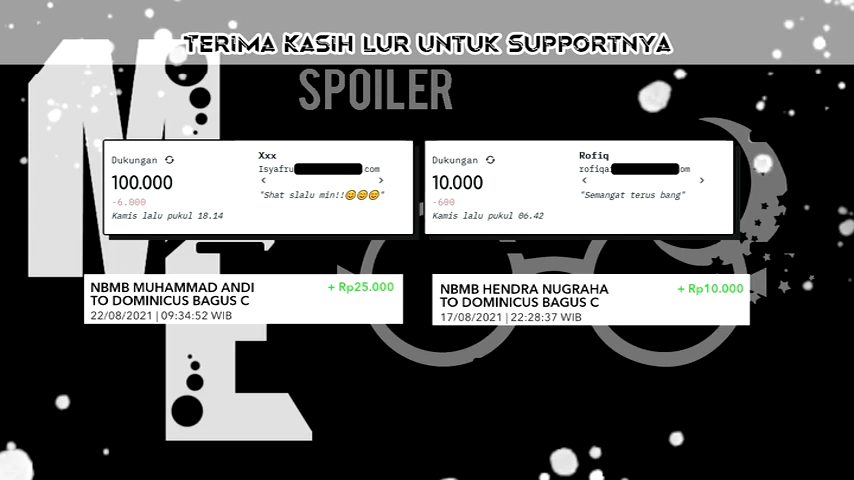 TERIMA KASIH LUR UNTUK SUPPORTNYA
ME
SPOILER
Dukungan
100.000
-6.000
Kamis lalu pukul 18.14
Xxx
Isyafru com
"Shat slalu min!!😊😊😊"
Dukungan
10.000
-600
Kamis lalu pukul 06.42
Rofiq
rofiqa om
"Semangat terus bang"
NBMB MUHAMMAD ANDI + Rp25.000
TO DOMINICUS BAGUS C
22/08/2021 | 09:34:52 WIB
NBMB HENDRA NUGRAHA + Rp10.000
TO DOMINICUS BAGUS C
17/08/2021 | 22:28:37 WIB